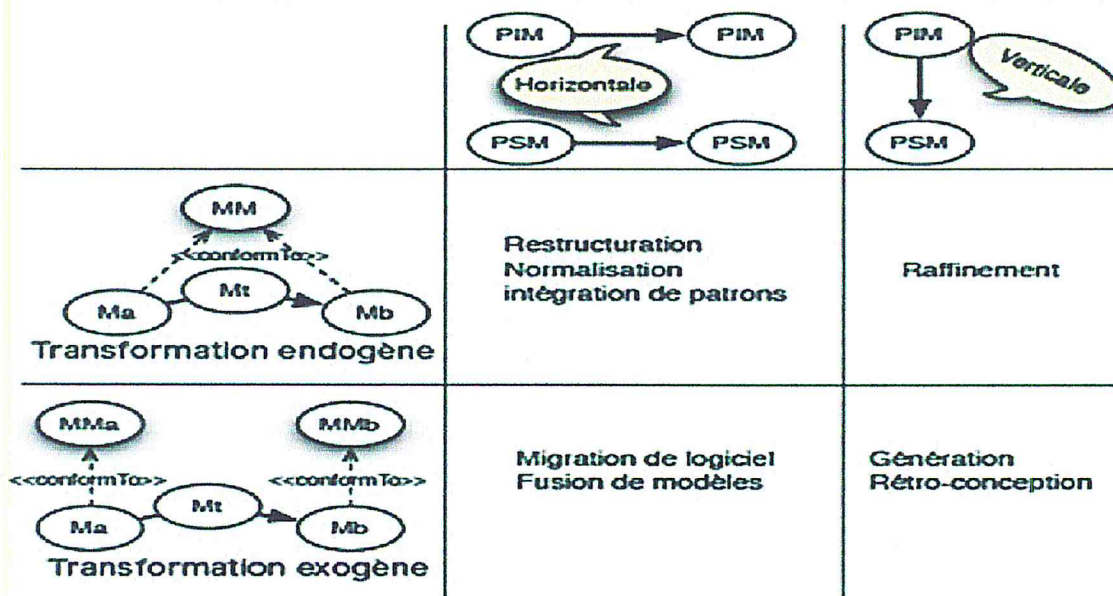 PIM PIM PIM
Horizontale Verticale
PSM PSM PSM
MM
<<conformTo>>
Mt
Ma Mb
Transformation endogène
Restructuration
Normalisation
intégration de patrons
Raffinement
MMa MMb
<<conformTo>> <<conformTo>>
Mt
Ma Mb
Transformation exogène
Migration de logiciel
Fusion de modèles
Génération
Rétro-conception